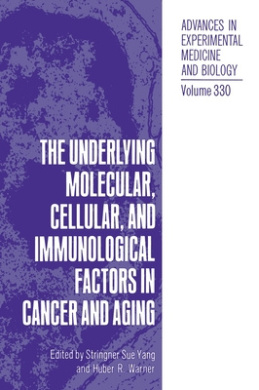 ADVANCES IN
EXPERIMENTAL
MEDICINE
AND BIOLOGY
Volume 330
THE UNDERLYING
MOLECULAR,
CELLULAR, AND
IMMUNOLOGICAL
FACTORS IN
CANCER AND AGING
Edited by Stringner Sue Yang
and Huber R. Warner